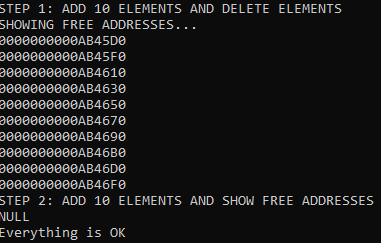 STEP 1: ADD 10 ELEMENTS AND DELETE ELEMENTS
SHOWING FREE ADDRESSES...
0000000000AB45D0
0000000000AB45F0
0000000000AB4610
0000000000AB4630
0000000000AB4650
0000000000AB4670
0000000000AB4690
0000000000AB46B0
0000000000AB46D0
0000000000AB46F0
STEP 2: ADD 10 ELEMENTS AND SHOW FREE ADDRESSES
NULL
Everything is OK